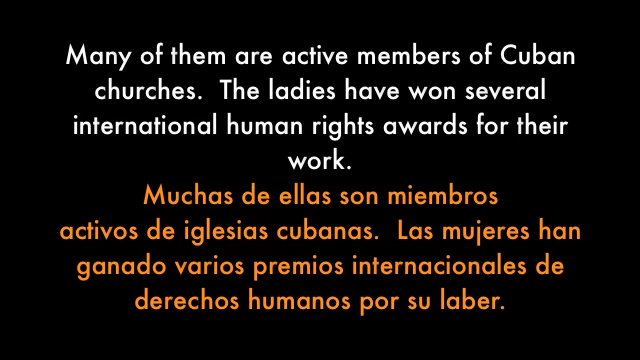 Many of them are active members of Cuban
churches.  The ladies have won several
international human rights awards for their
work.
Muchas de ellas son miembros
activos de iglesias cubanas.  Las mujeres han
ganado varios premios internacionales de
derechos humanos por su laber.